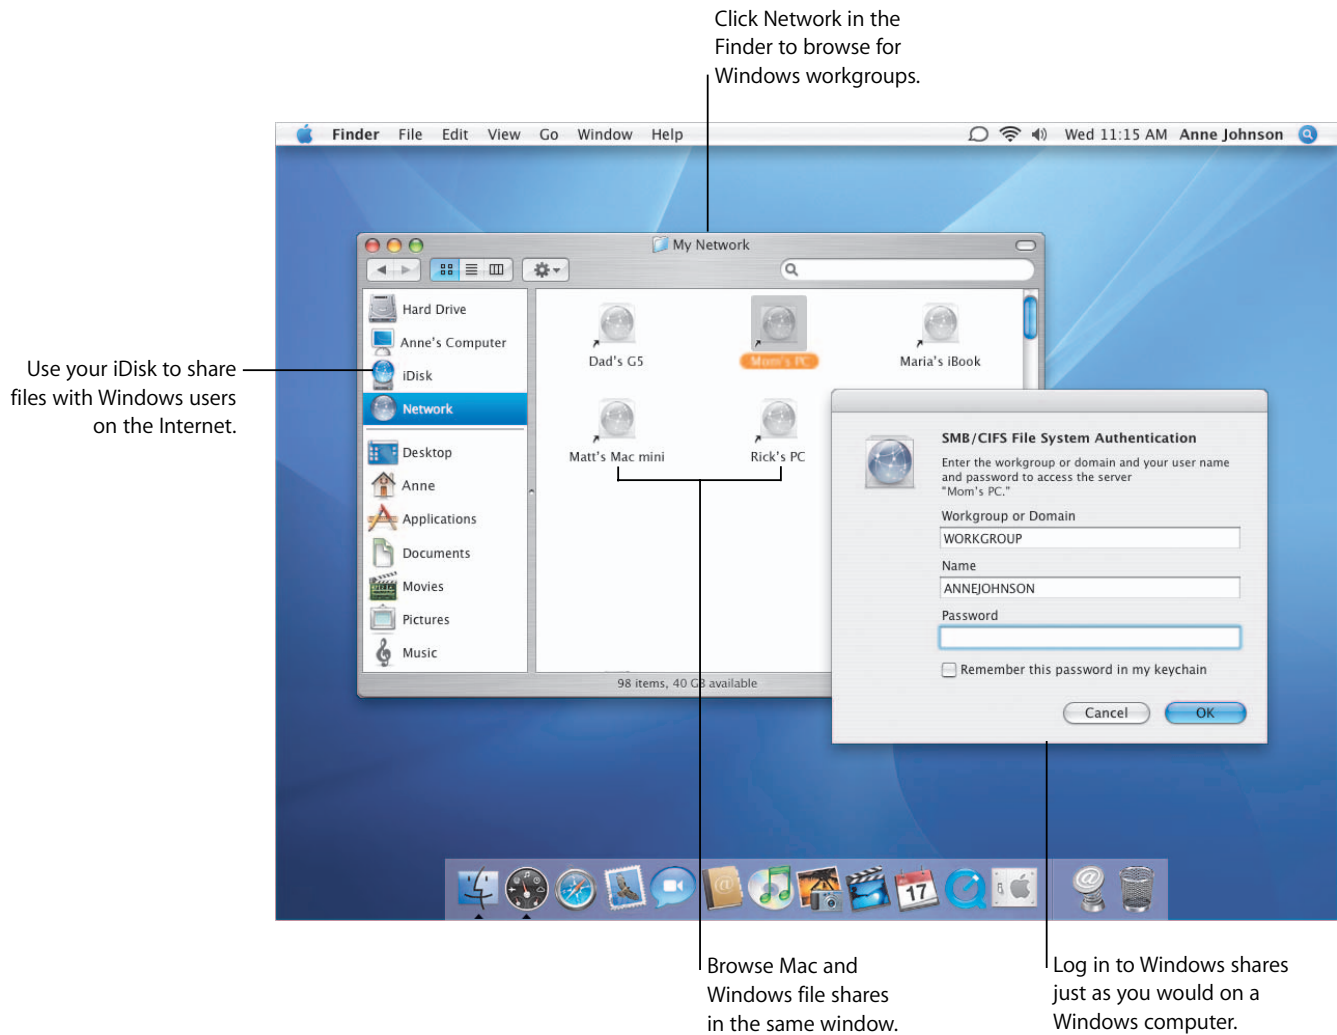 Click Network in the
Finder to browse for
Windows workgroups.
Finder File Edit View Go Window Help
Wed 11:15 AM Anne Johnson
My Network
Hard Drive
Anne's Computer
iDisk
Network
Desktop
Anne
Applications
Documents
Movies
Pictures
Music
Dad's G5
Mom's PC
Maria's iBook
Matt's Mac mini
Rick's PC
98 items, 40 GB available
SMB/CIFS File System Authentication
Enter the workgroup or domain and your user name
and password to access the server
"Mom's PC."
Workgroup or Domain
WORKGROUP
Name
ANNEJOHNSON
Password
Remember this password in my keychain
Cancel
OK
17
Use your iDisk to share
files with Windows users
on the Internet.
Browse Mac and
Windows file shares
in the same window.
Log in to Windows shares
just as you would on a
Windows computer.